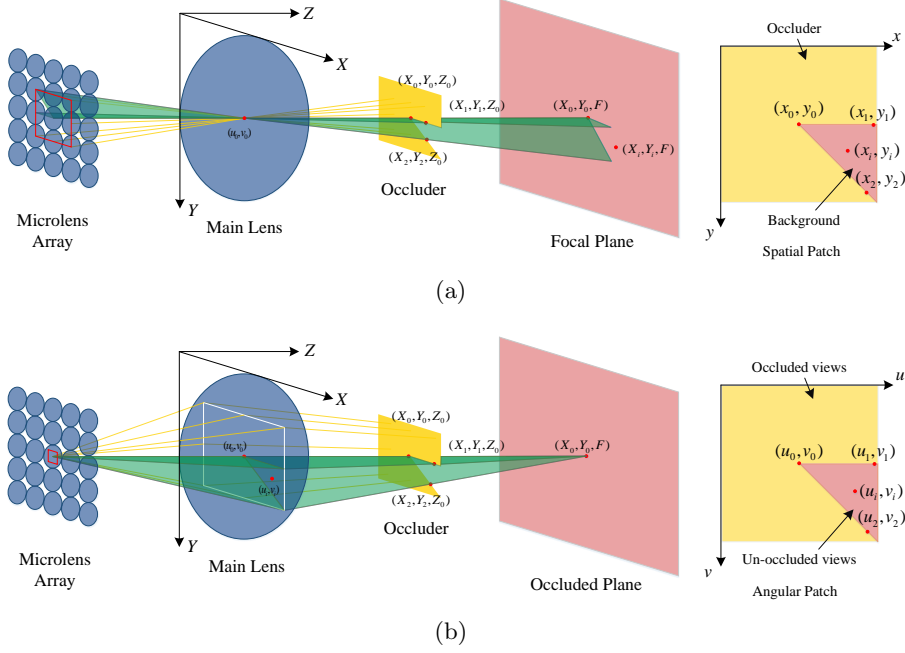 Z
X
Y
(X₀,Y₀,Z₀)
(X₁,Y₁,Z₀)
(X₀,Y₀,F)
(u₀,v₀)
(X₂,Y₂,Z₀)
(Xᵢ,Yᵢ,F)
Microlens
Array
Main Lens
Occluder
Focal Plane
Occluder
x
(x₀, y₀)
(x₁, y₁)
(xᵢ, yᵢ)
(x₂, y₂)
Background
y
Spatial Patch
(a)
Z
X
Y
(X₀,Y₀,Z₀)
(X₁,Y₁,Z₀)
(X₀,Y₀,F)
(u₀,v₀)
(uᵢ,vᵢ)
(X₂,Y₂,Z₀)
Microlens
Array
Main Lens
Occluder
Occluded Plane
Occluded views
u
(u₀, v₀)
(u₁, v₁)
(uᵢ, vᵢ)
(u₂, v₂)
Un-occluded views
v
Angular Patch
(b)